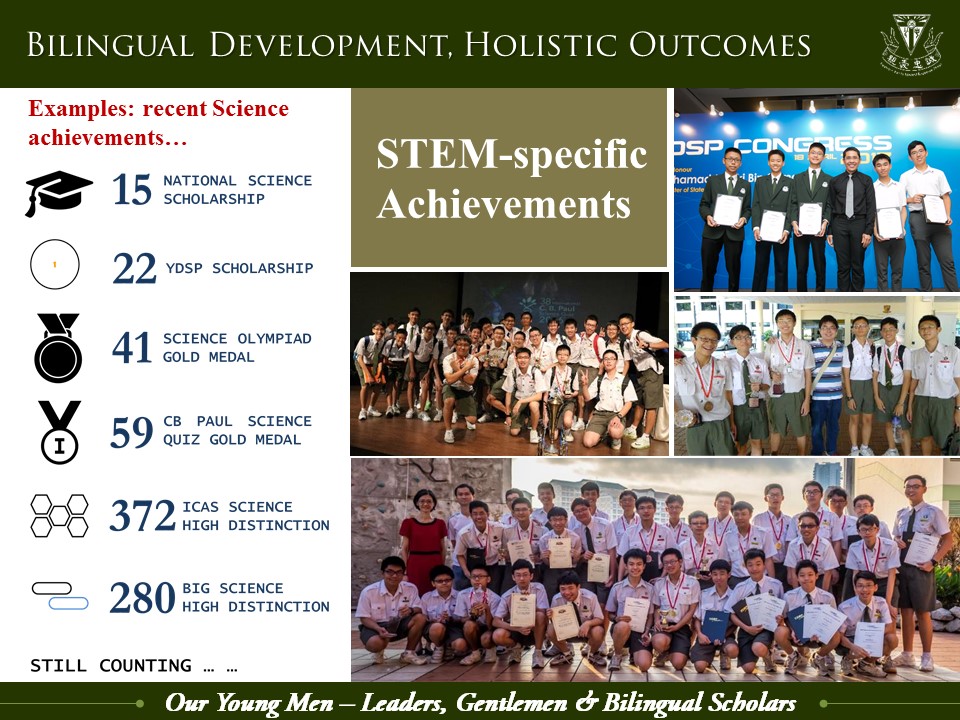 BILINGUAL DEVELOPMENT, HOLISTIC OUTCOMES
Examples: recent Science
achievements…
15 NATIONAL SCIENCE
SCHOLARSHIP
22 YDSP SCHOLARSHIP
41 SCIENCE OLYMPIAD
GOLD MEDAL
59 CB PAUL SCIENCE
QUIZ GOLD MEDAL
372 ICAS SCIENCE
HIGH DISTINCTION
280 BIG SCIENCE
HIGH DISTINCTION
STILL COUNTING … …
STEM-specific
Achievements
DSP CONGRESS
Our Young Men – Leaders, Gentlemen & Bilingual Scholars